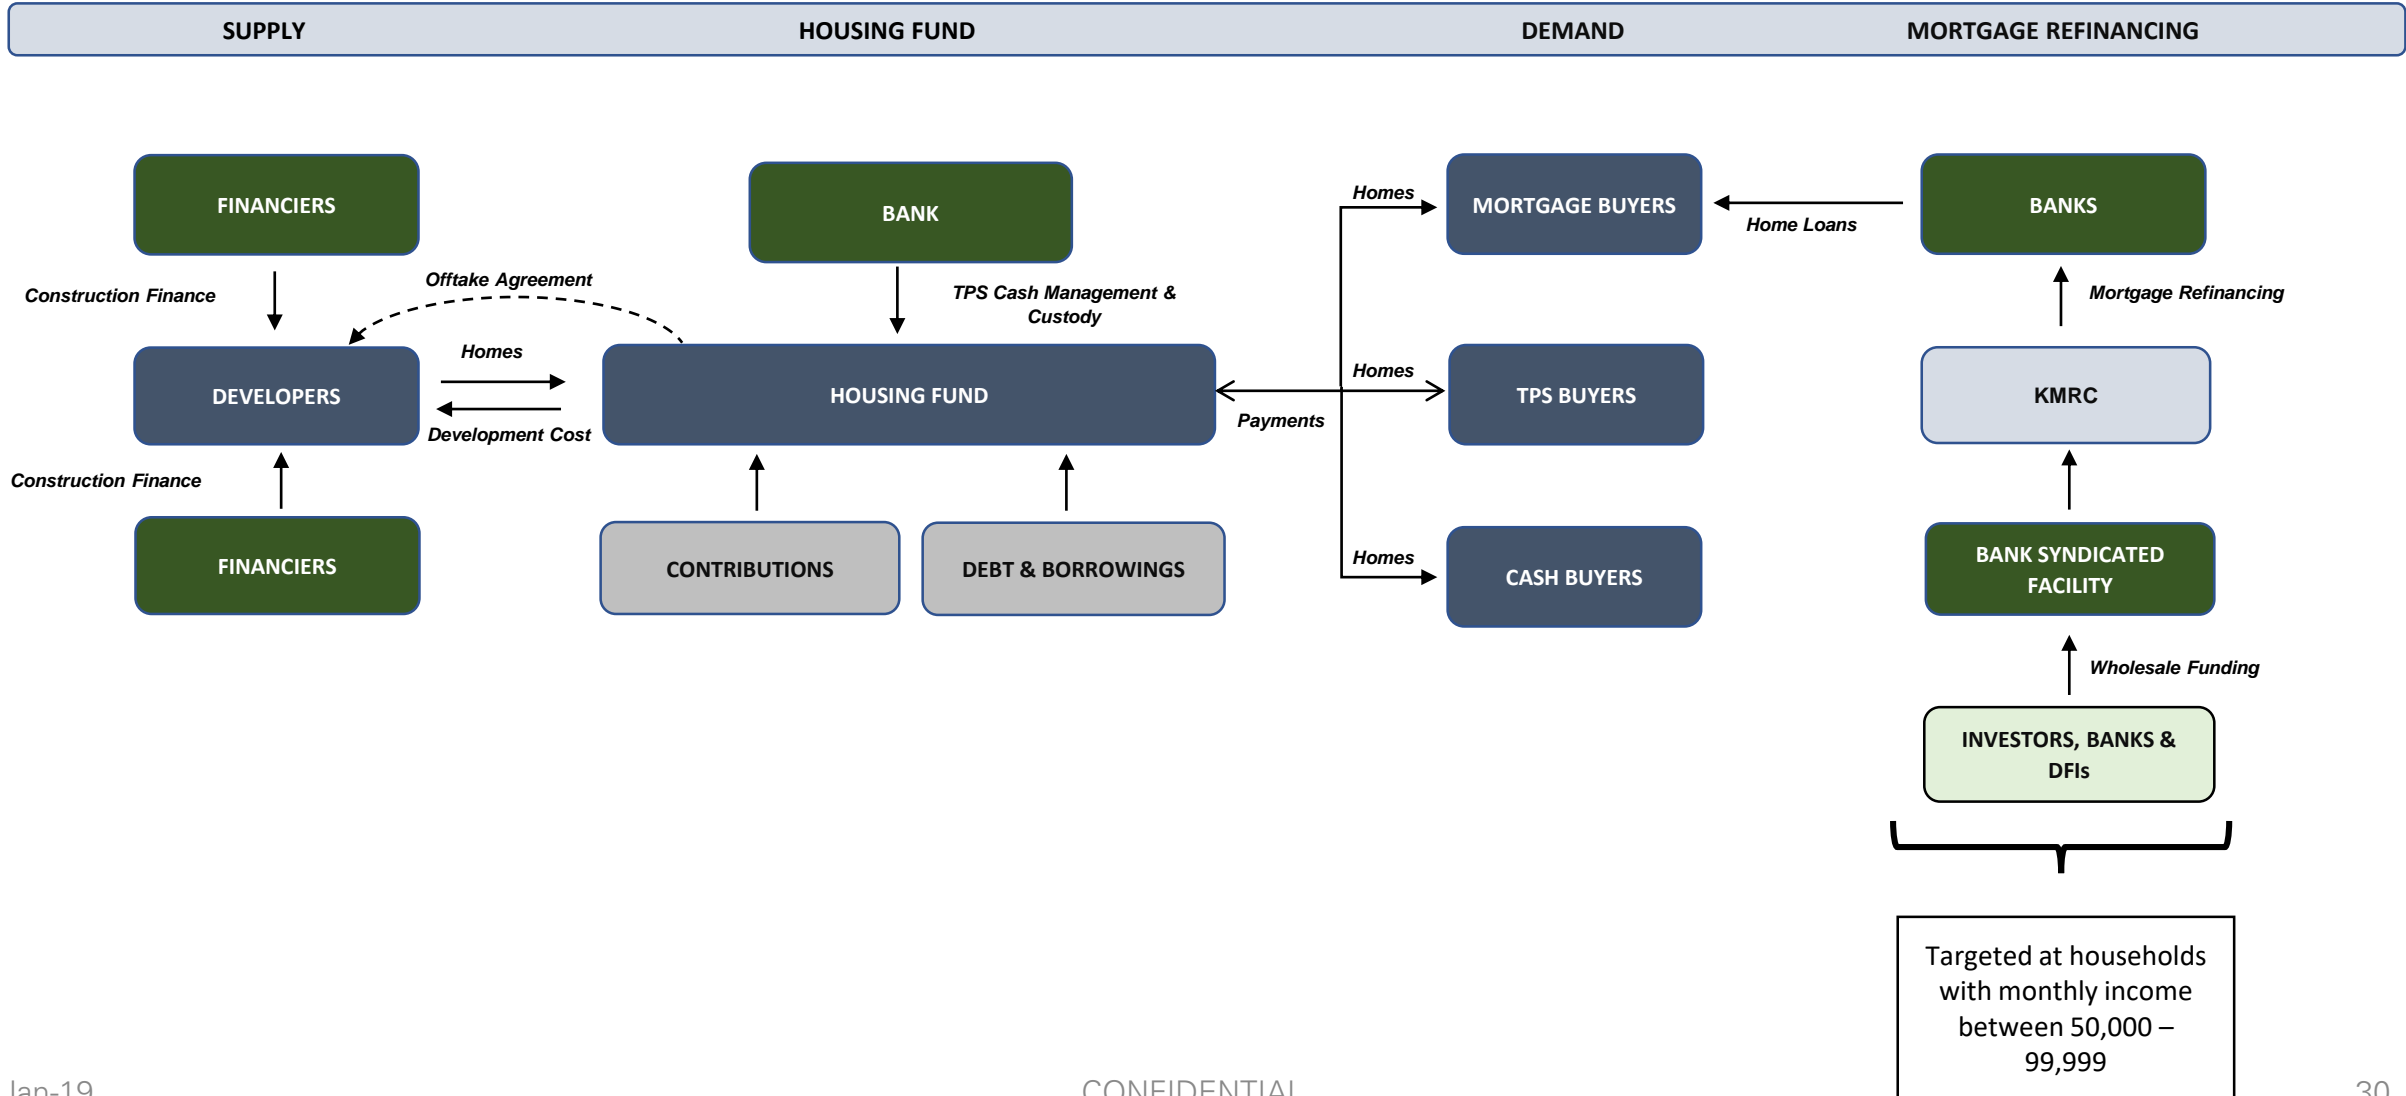 SUPPLY
HOUSING FUND
DEMAND
MORTGAGE REFINANCING
FINANCIERS
Construction Finance
DEVELOPERS
Construction Finance
FINANCIERS
Offtake Agreement
Homes
Development Cost
BANK
TPS Cash Management &
Custody
HOUSING FUND
CONTRIBUTIONS
DEBT & BORROWINGS
Payments
Homes
Homes
Homes
MORTGAGE BUYERS
TPS BUYERS
CASH BUYERS
Home Loans
BANKS
Mortgage Refinancing
KMRC
BANK SYNDICATED
FACILITY
Wholesale Funding
INVESTORS, BANKS &
DFIs
Targeted at households
with monthly income
between 50,000 –
99,999
Jan-19
CONFIDENTIAL
30